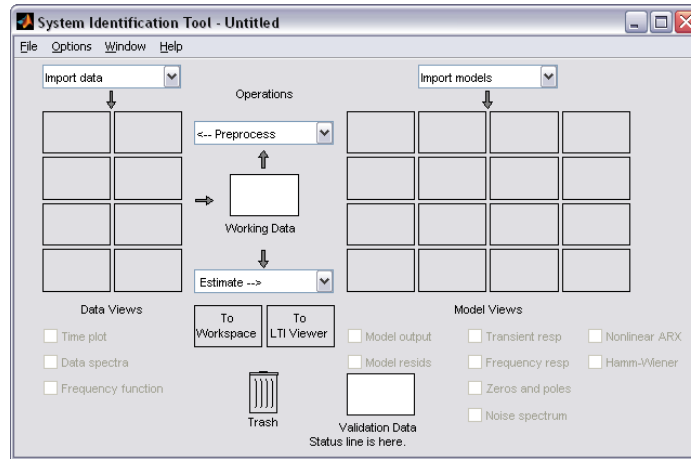 System Identification Tool - Untitled
File Options Window Help
Import data
Operations
Import models
<-- Preprocess
Working Data
Estimate -->
Data Views
To Workspace
To LTI Viewer
Model Views
Time plot
Data spectra
Frequency function
Model output
Model resids
Transient resp
Frequency resp
Zeros and poles
Noise spectrum
Nonlinear ARX
Hamm-Wiener
Trash
Validation Data
Status line is here.